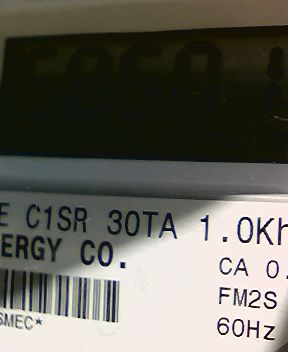 E C1SR 30TA 1.0Kh
ERGY CO.
CA 0.
FM2S
60Hz
SMEC*